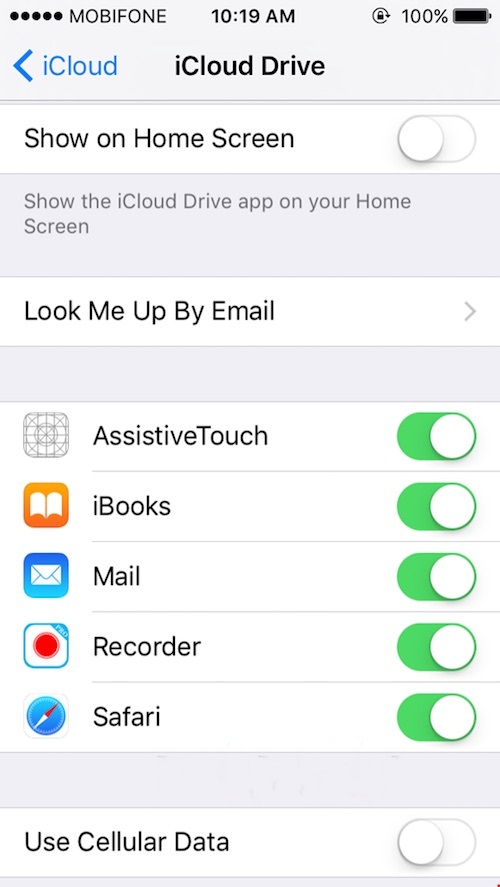 MOBIFONE 10:19 AM 100%
iCloud iCloud Drive
Show on Home Screen
Show the iCloud Drive app on your Home
Screen
Look Me Up By Email
AssistiveTouch
iBooks
Mail
PRO
Recorder
Safari
Use Cellular Data